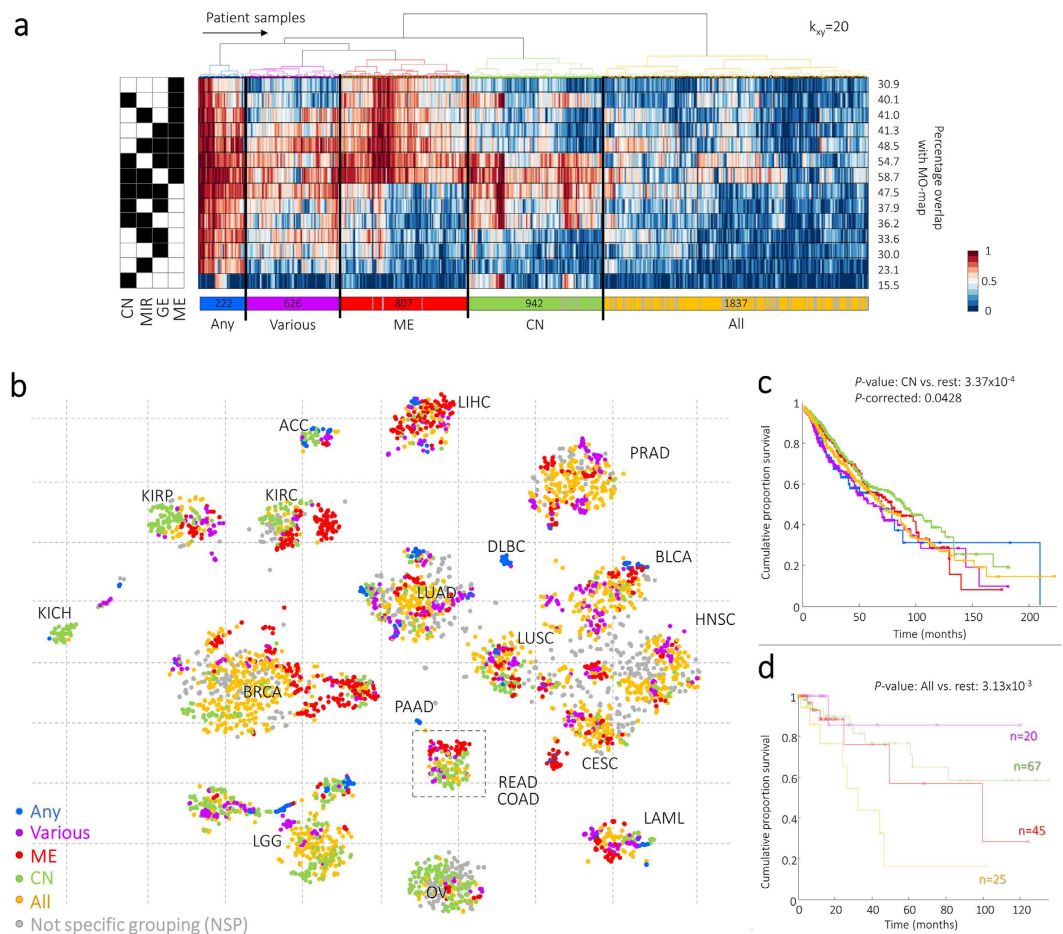 a
Patient samples
k_xy=20
30.9
40.1
41.0
41.3
48.5
54.7
58.7
47.5
37.9
36.2
33.6
30.0
23.1
15.5
Percentage overlap
with MO-map
1
0.5
0
CN
MIR
GE
ME
222
626
807
942
1837
Any
Various
ME
CN
All
b
LIHC
ACC
PRAD
KIRP
KIRC
DLBC
BLCA
LUAD
KICH
HNSC
LUSC
BRCA
PAAD
CESC
READ
COAD
LGG
LAML
OV
Any
Various
ME
CN
All
Not specific grouping (NSP)
c
P-value: CN vs. rest: 3.37x10⁻⁴
P-corrected: 0.0428
Cumulative proportion survival
1
0.8
0.6
0.4
0.2
0
0
50
100
150
200
Time (months)
d
P-value: All vs. rest: 3.13x10⁻³
Cumulative proportion survival
1
0.8
0.6
0.4
0.2
n=20
n=67
n=45
n=25
0
20
40
60
80
100
120
Time (months)